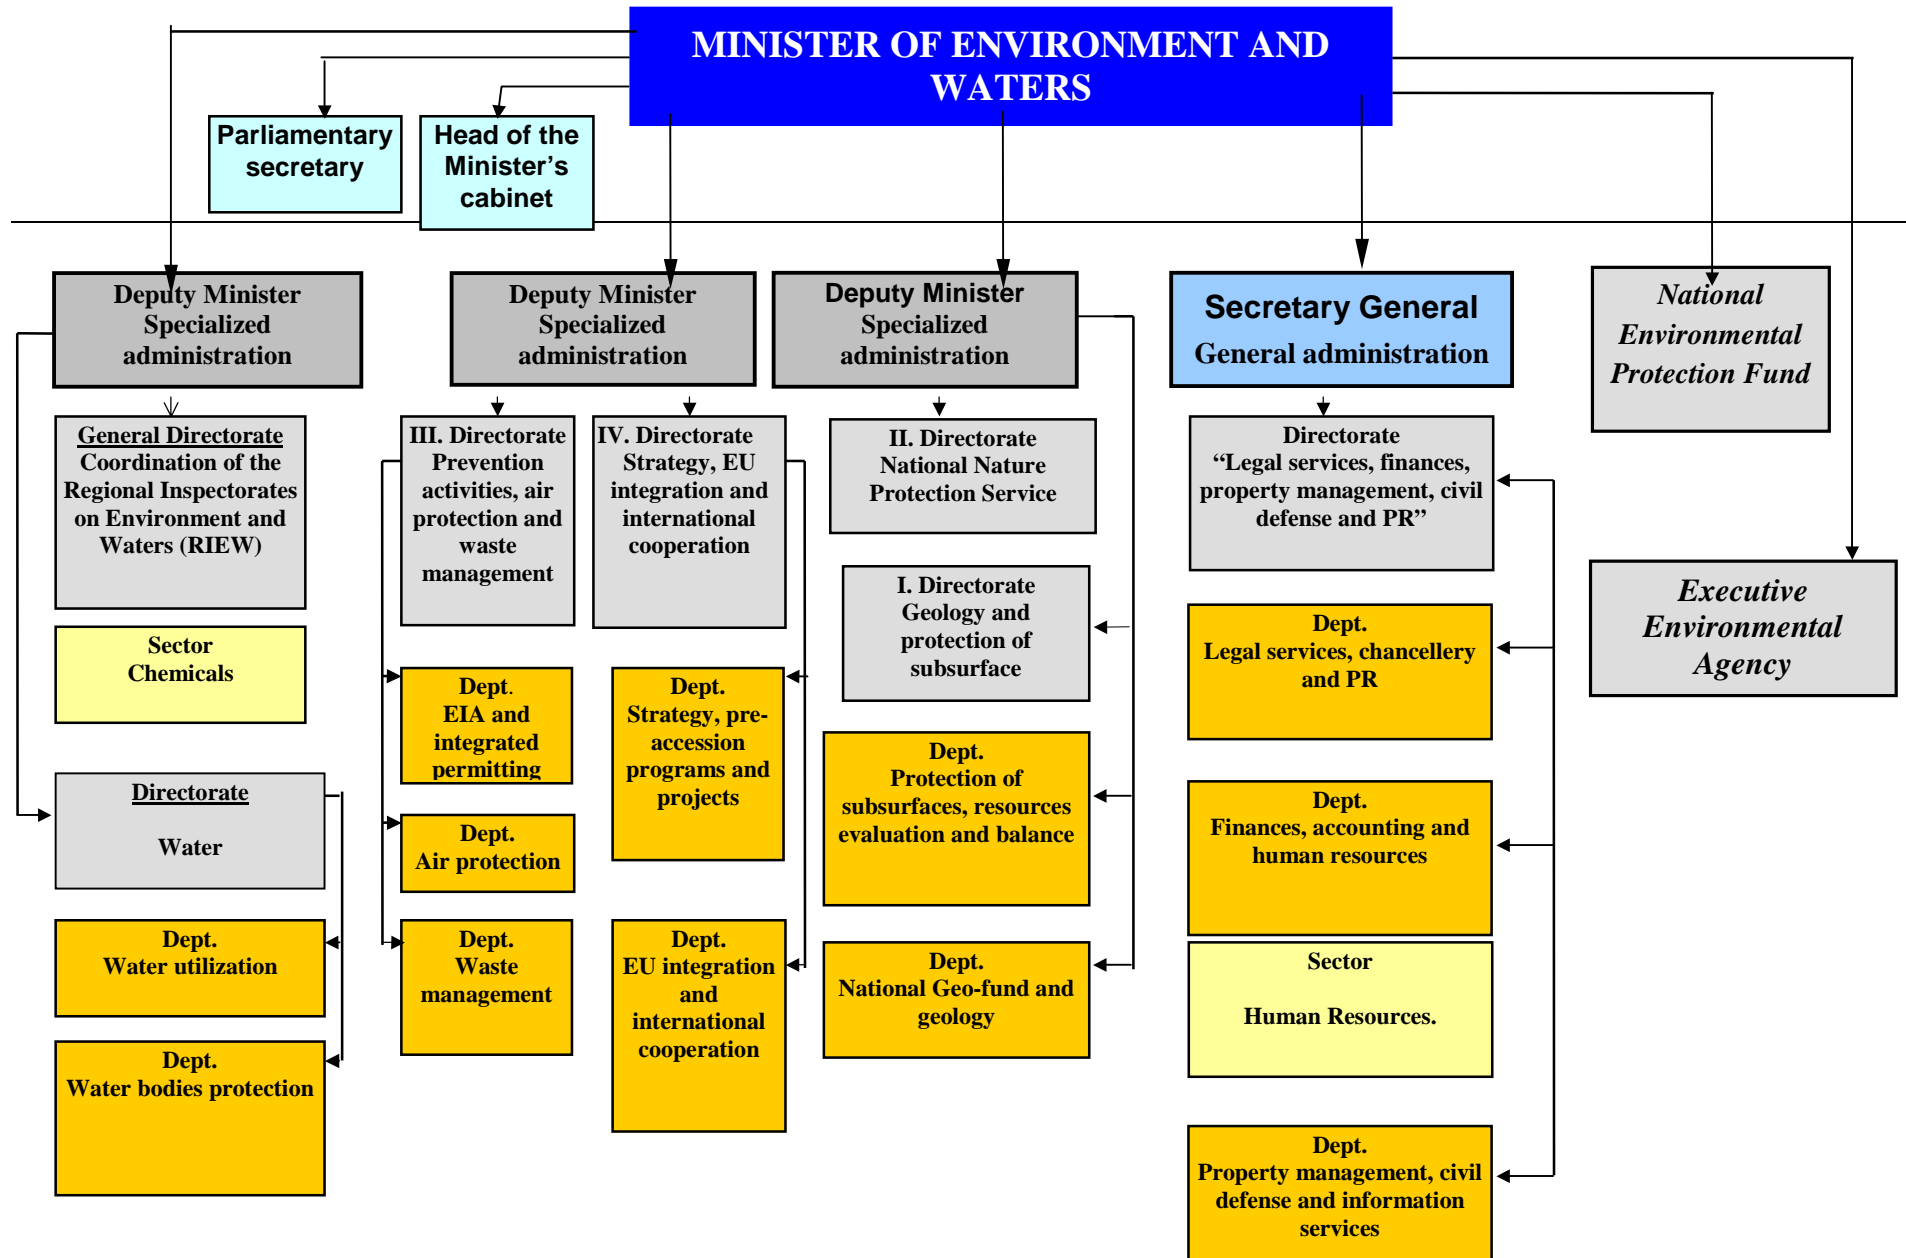 MINISTER OF ENVIRONMENT AND
WATERS
Parliamentary
secretary
Head of the
Minister’s
cabinet
Deputy Minister
Specialized
administration
Deputy Minister
Specialized
administration
Deputy Minister
Specialized
administration
Secretary General
General administration
National
Environmental
Protection Fund
General Directorate
Coordination of the
Regional Inspectorates
on Environment and
Waters (RIEW)
III. Directorate
Prevention
activities, air
protection and
waste
management
IV. Directorate
Strategy, EU
integration and
international
cooperation
II. Directorate
National Nature
Protection Service
Directorate
“Legal services, finances,
property management, civil
defense and PR”
I. Directorate
Geology and
protection of
subsurface
Executive
Environmental
Agency
Sector
Chemicals
Dept.
EIA and
integrated
permitting
Dept.
Strategy, pre-
accession
programs and
projects
Dept.
Legal services, chancellery
and PR
Dept.
Protection of
subsurfaces, resources
evaluation and balance
Directorate
Water
Dept.
Air protection
Dept.
Finances, accounting and
human resources
Dept.
Water utilization
Dept.
Waste
management
Dept.
EU integration
and
international
cooperation
Dept.
National Geo-fund and
geology
Sector
Human Resources.
Dept.
Water bodies protection
Dept.
Property management, civil
defense and information
services